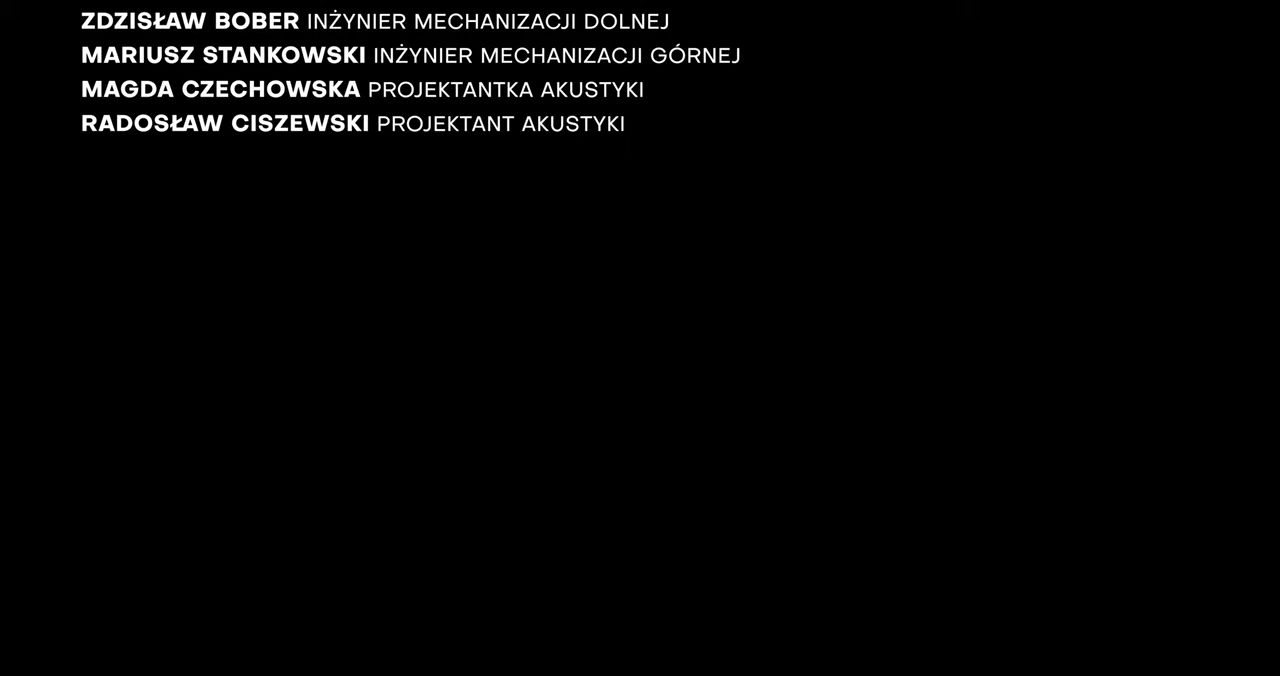 ZDZISŁAW BOBER INŻYNIER MECHANIZACJI DOLNEJ
MARIUSZ STANKOWSKI INŻYNIER MECHANIZACJI GÓRNEJ
MAGDA CZECHOWSKA PROJEKTANTKA AKUSTYKI
RADOSŁAW CISZEWSKI PROJEKTANT AKUSTYKI